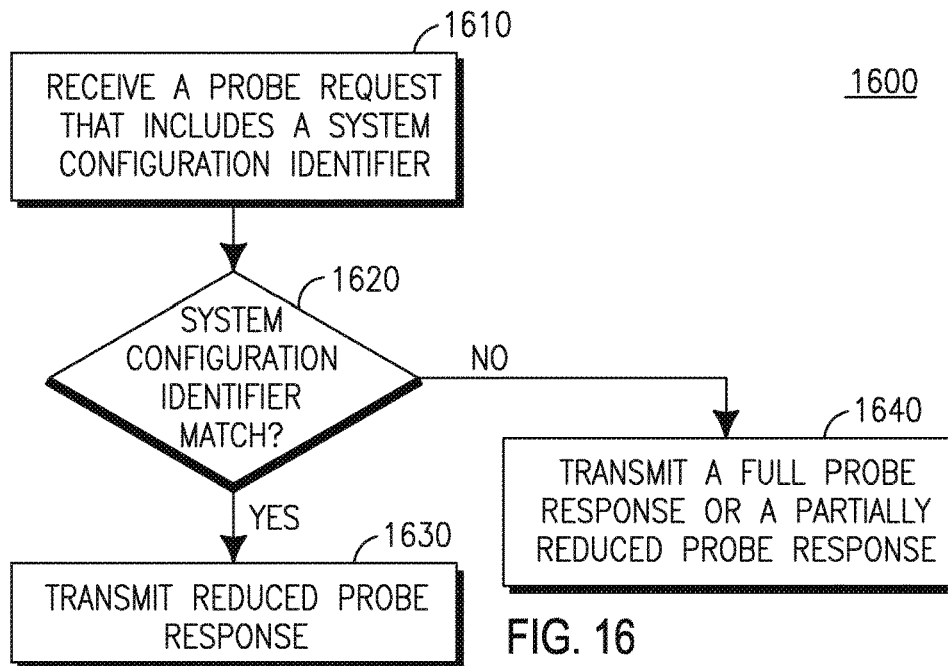 1610
RECEIVE A PROBE REQUEST
THAT INCLUDES A SYSTEM
CONFIGURATION IDENTIFIER
1600
1620
SYSTEM
CONFIGURATION
IDENTIFIER
MATCH?
NO
YES
1640
TRANSMIT A FULL PROBE
RESPONSE OR A PARTIALLY
REDUCED PROBE RESPONSE
1630
TRANSMIT REDUCED PROBE
RESPONSE
FIG. 16